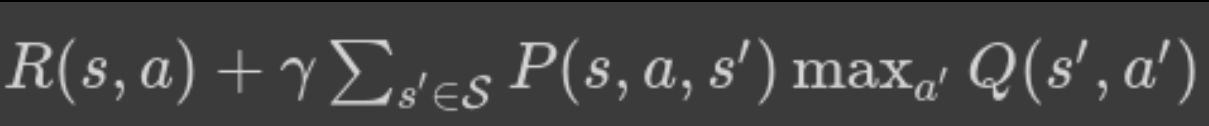 R(s, a) + γ ∑_{s′∈𝒮} P(s, a, s′) max_{a′} Q(s′, a′)